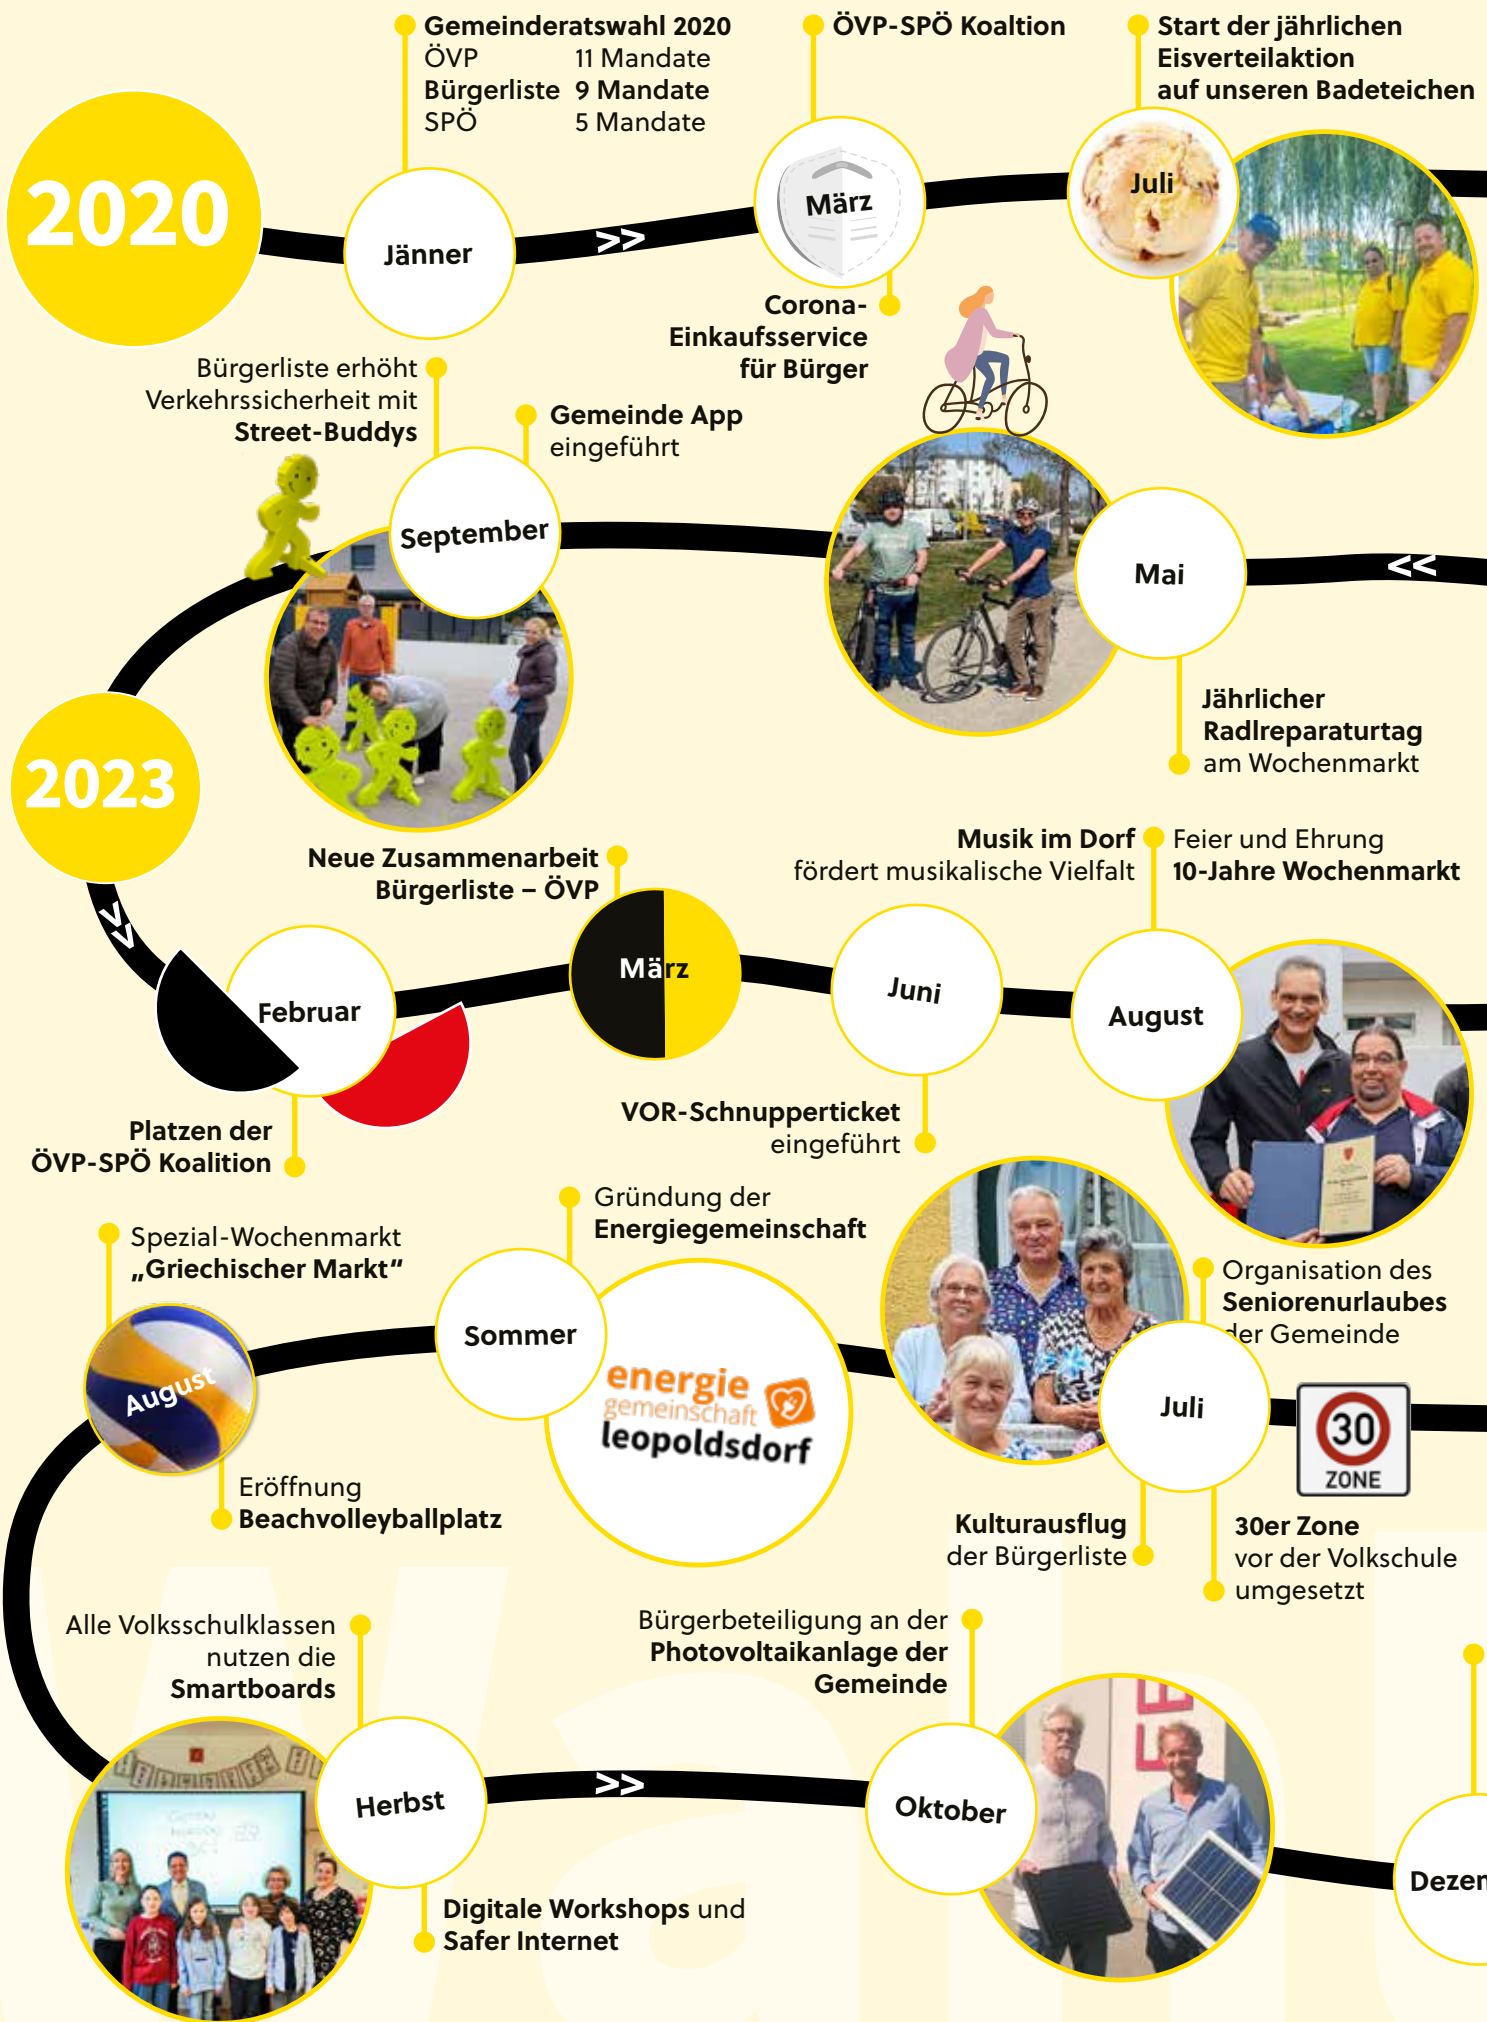 Gemeinderatswahl 2020
ÖVP 11 Mandate
Bürgerliste 9 Mandate
SPÖ 5 Mandate
ÖVP-SPÖ Koaltion
Start der jährlichen
Eisverteilaktion
auf unseren Badeteichen
2020
Jänner
>>
März
Juli
Corona-
Einkaufsservice
für Bürger
Bürgerliste erhöht
Verkehrssicherheit mit
Street-Buddys
Gemeinde App
eingeführt
September
Mai
<<
Jährlicher
Radlreparaturtag
am Wochenmarkt
2023
>>
Neue Zusammenarbeit
Bürgerliste – ÖVP
Musik im Dorf
fördert musikalische Vielfalt
Feier und Ehrung
10-Jahre Wochenmarkt
Februar
März
Juni
August
Platzen der
ÖVP-SPÖ Koalition
VOR-Schnupperticket
eingeführt
Spezial-Wochenmarkt
„Griechischer Markt“
Gründung der
Energiegemeinschaft
Organisation des
Seniorenurlaubes
der Gemeinde
August
Sommer
energie
gemeinschaft
leopoldsdorf
Juli
30
ZONE
Eröffnung
Beachvolleyballplatz
Kulturausflug
der Bürgerliste
30er Zone
vor der Volkschule
umgesetzt
Alle Volksschulklassen
nutzen die
Smartboards
Bürgerbeteiligung an der
Photovoltaikanlage der
Gemeinde
Herbst
>>
Oktober
Dezem
Digitale Workshops und
Safer Internet
Wahl